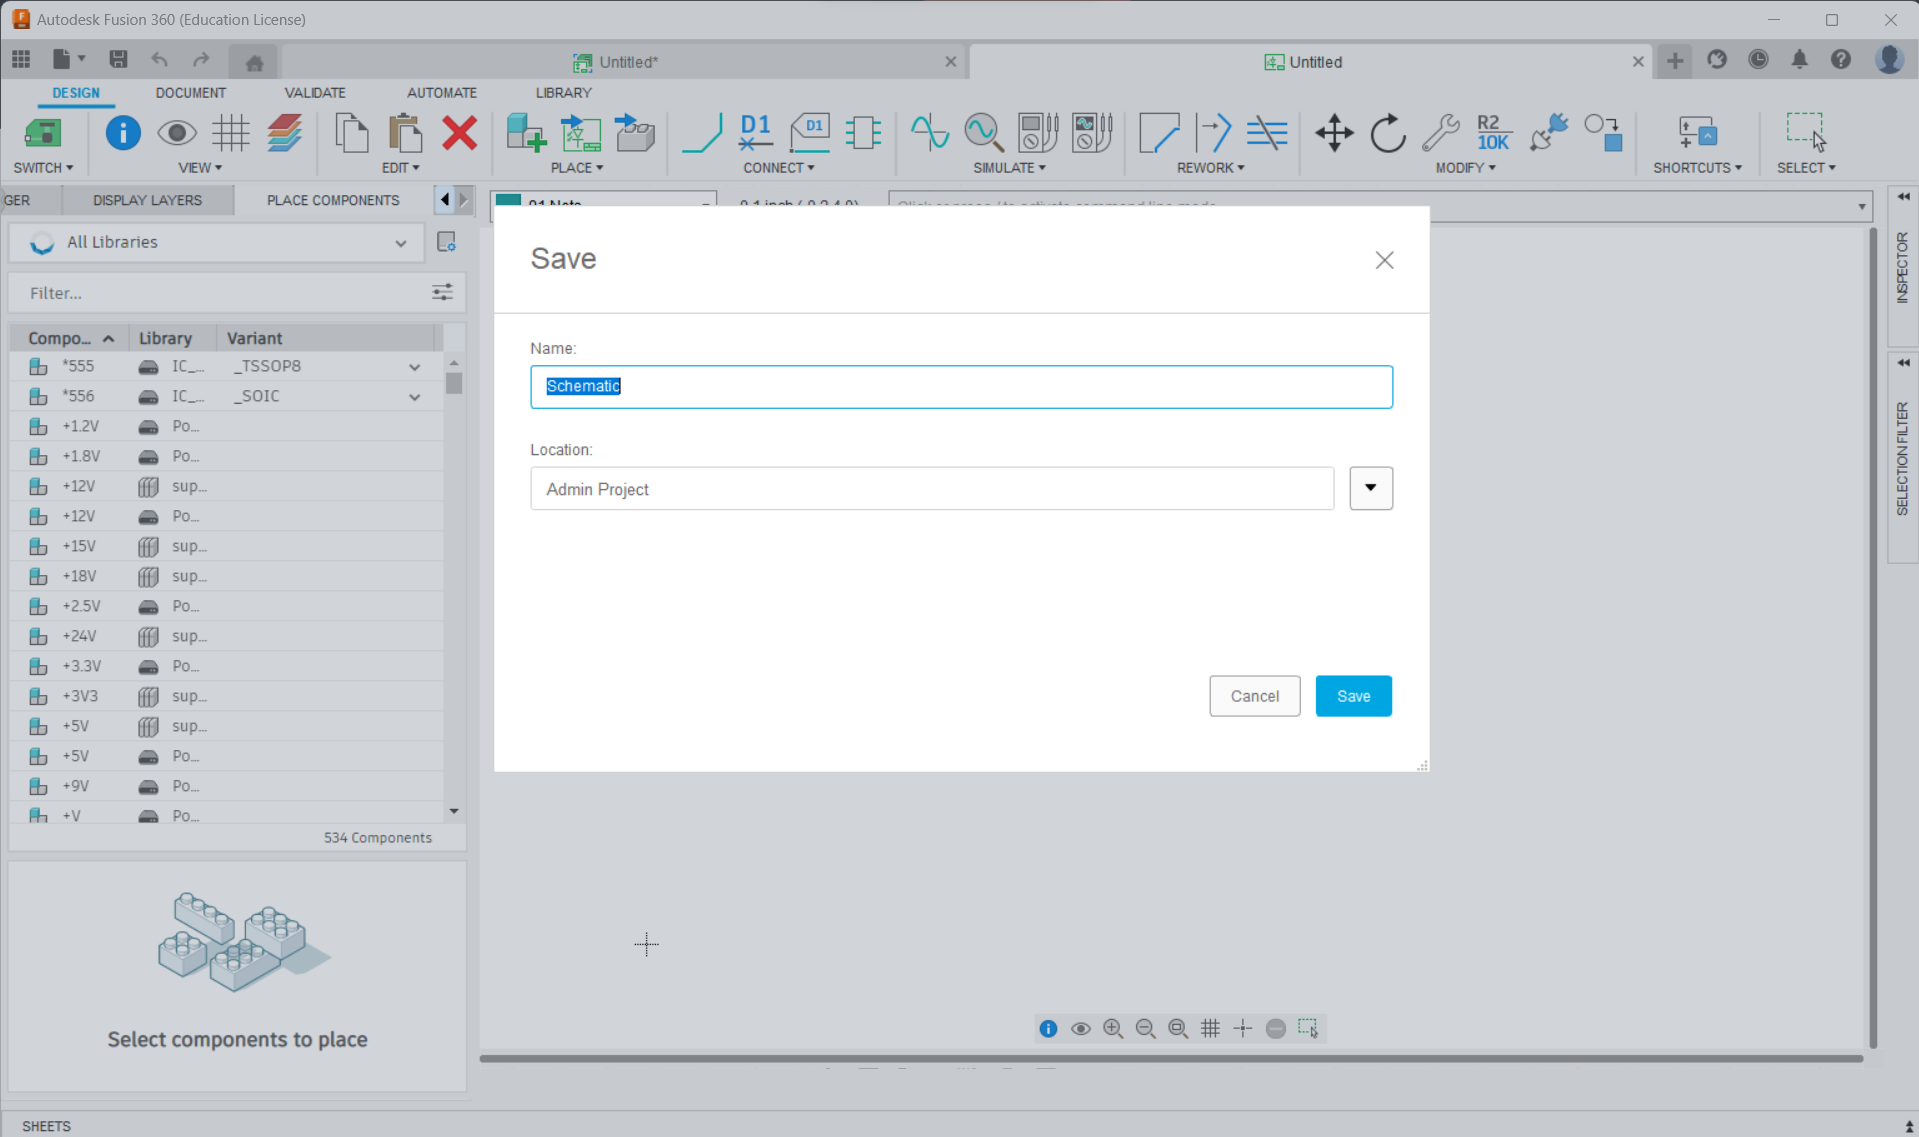 Autodesk Fusion 360 (Education License)
Untitled*
Untitled
DESIGN
DOCUMENT
VALIDATE
AUTOMATE
LIBRARY
D1
D1
R2
10K
SWITCH
VIEW
EDIT
PLACE
CONNECT
SIMULATE
REWORK
MODIFY
SHORTCUTS
SELECT
GER
DISPLAY LAYERS
PLACE COMPONENTS
All Libraries
Filter...
Compo...
Library
Variant
*555 IC_... _TSSOP8
*556 IC_... _SOIC
+1.2V Po...
+1.8V Po...
+12V sup...
+12V Po...
+15V sup...
+18V sup...
+2.5V Po...
+24V sup...
+3.3V Po...
+3V3 sup...
+5V sup...
+5V Po...
+9V Po...
+V Po...
534 Components
Select components to place
SHEETS
Save
Name:
Schematic
Location:
Admin Project
Cancel
Save
INSPECTOR
SELECTION FILTER